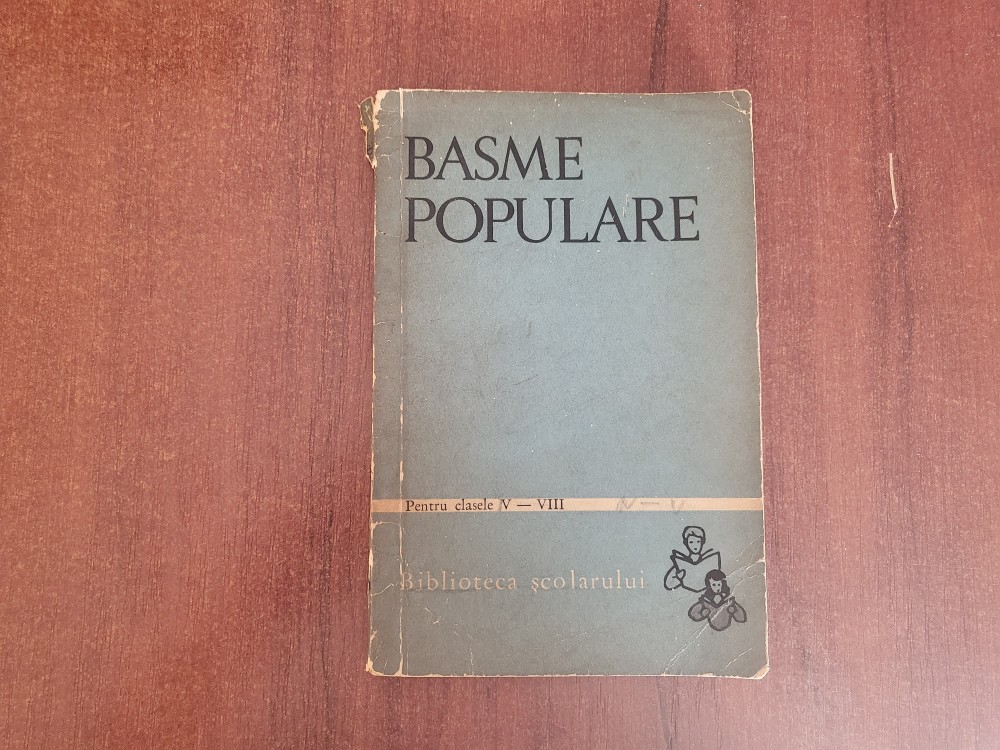 BASME
POPULARE
Pentru clasele V — VIII
Biblioteca școlarului